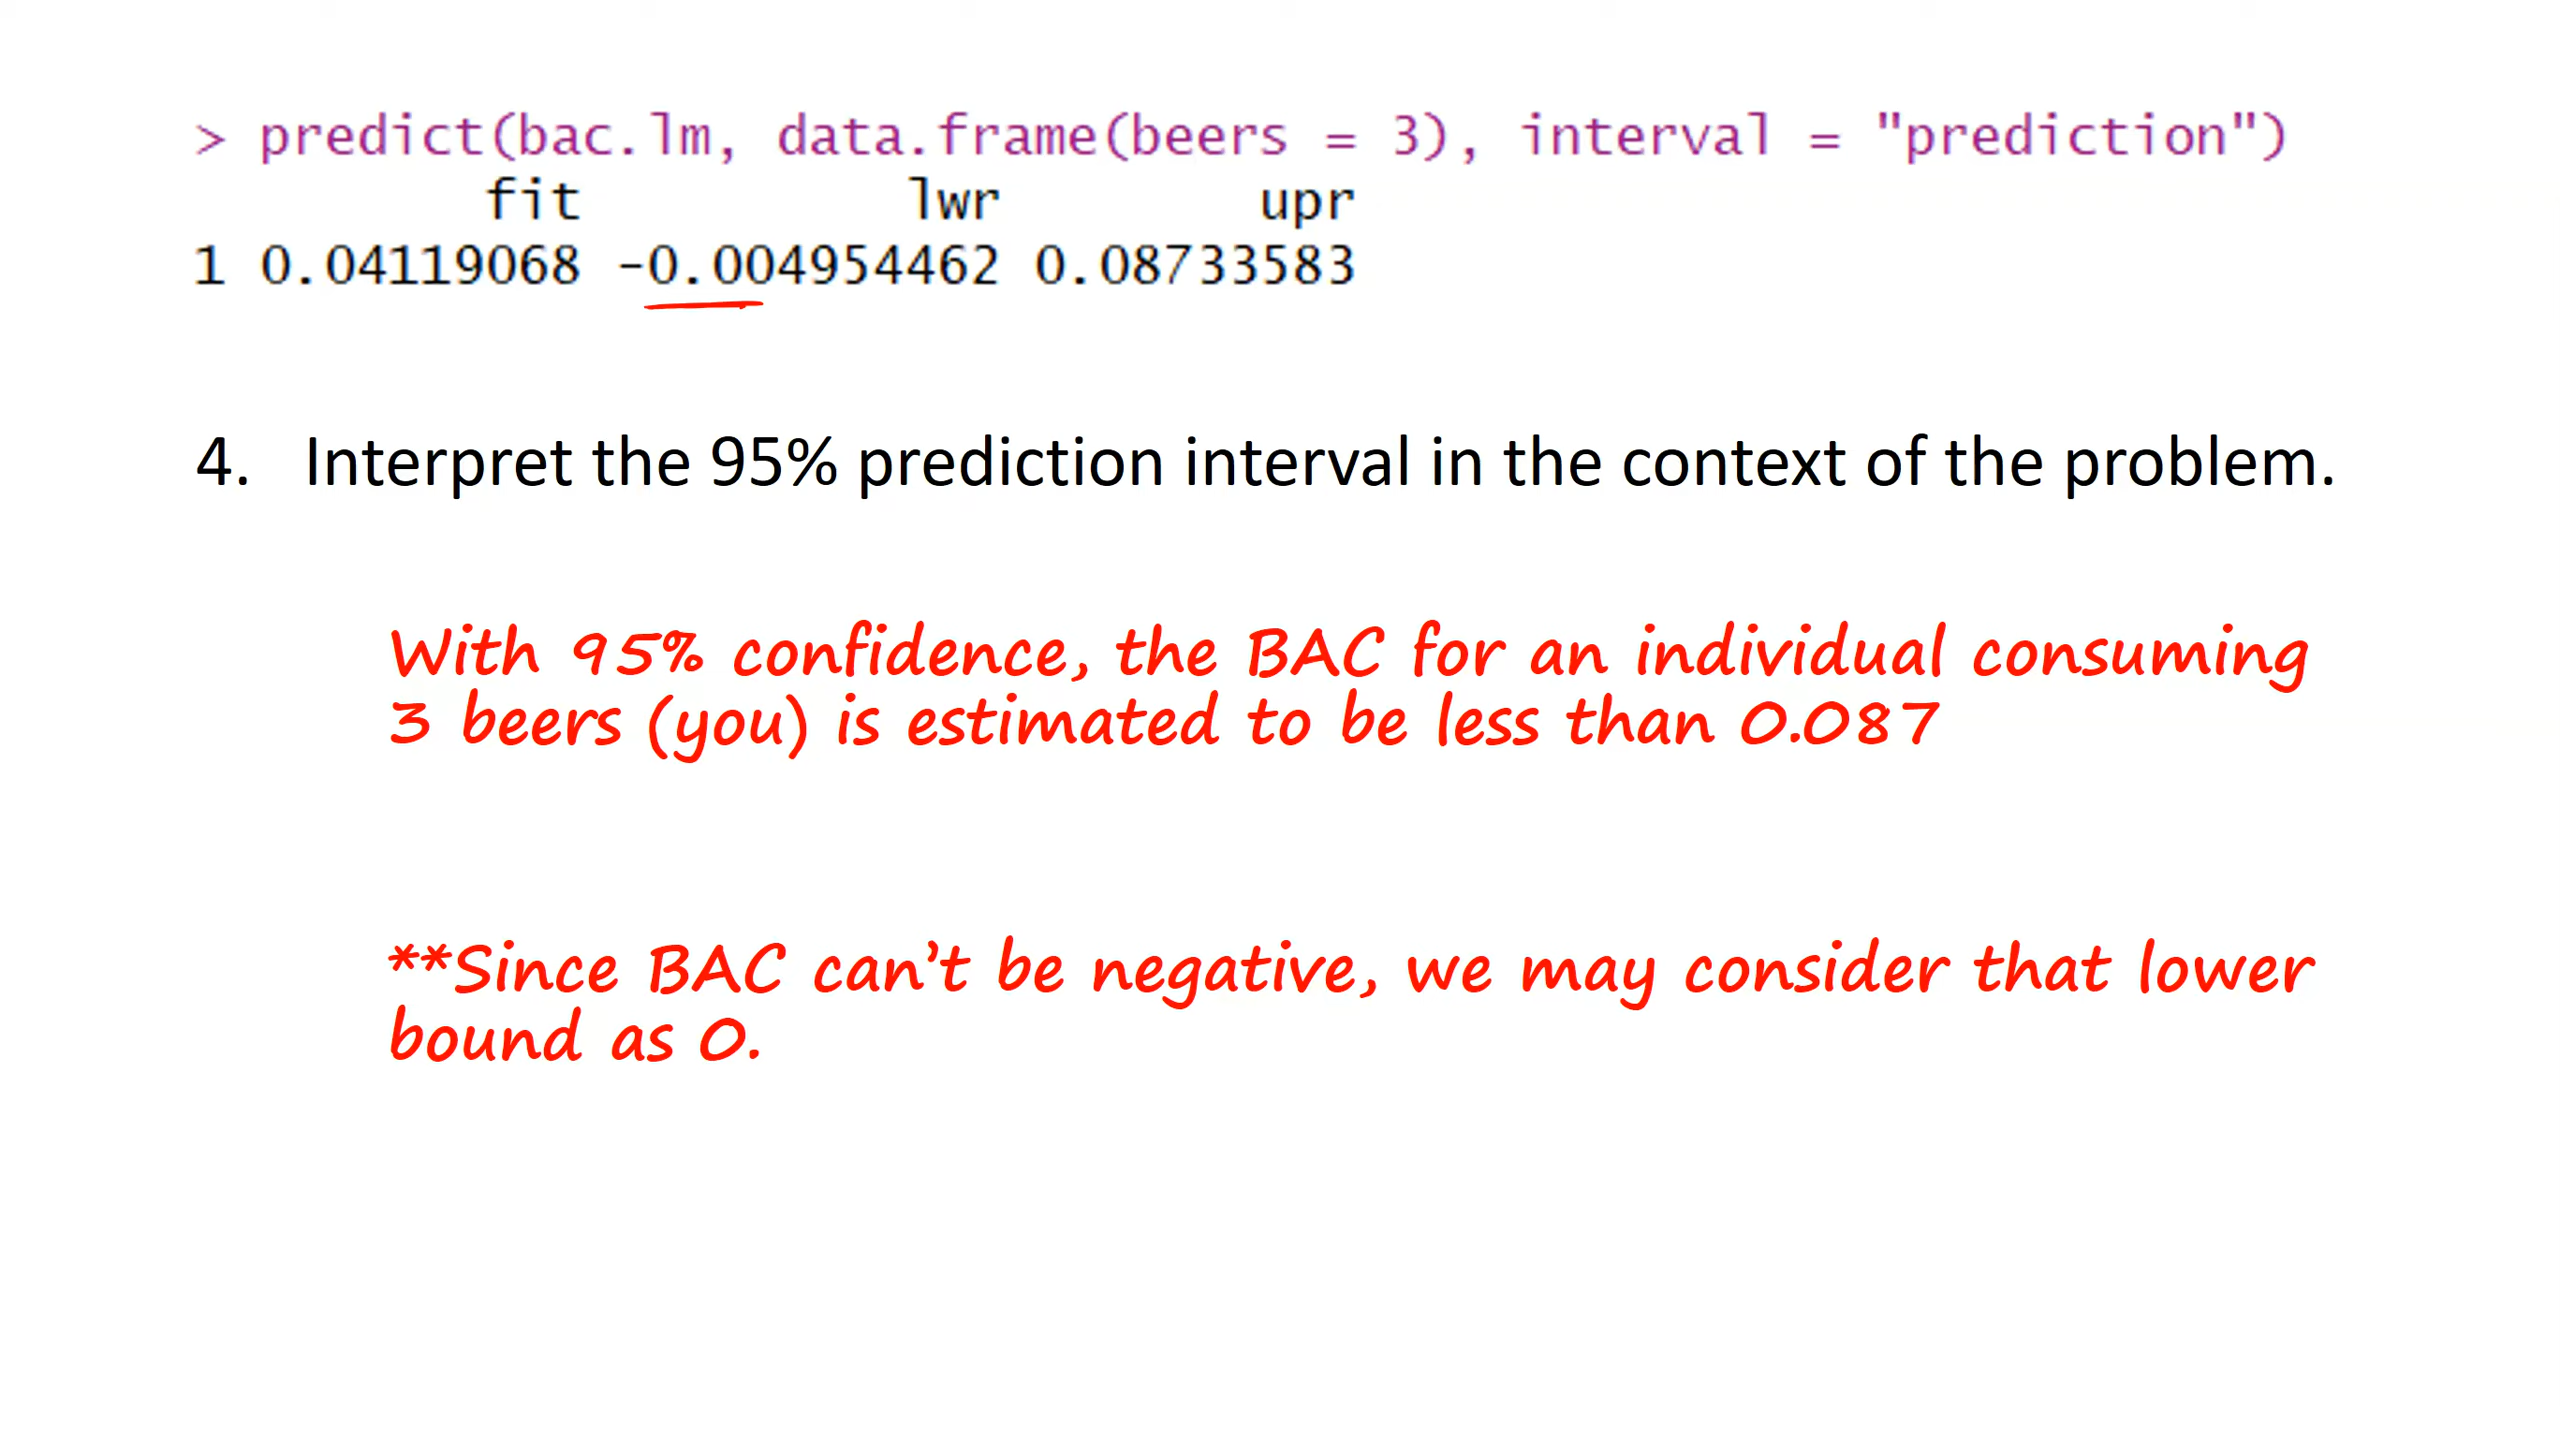 > predict(bac.lm, data.frame(beers = 3), interval = "prediction")
fit lwr upr
1 0.04119068 -0.004954462 0.08733583
4. Interpret the 95% prediction interval in the context of the problem.
With 95% confidence, the BAC for an individual consuming
3 beers (you) is estimated to be less than 0.087
**Since BAC can't be negative, we may consider that lower
bound as 0.